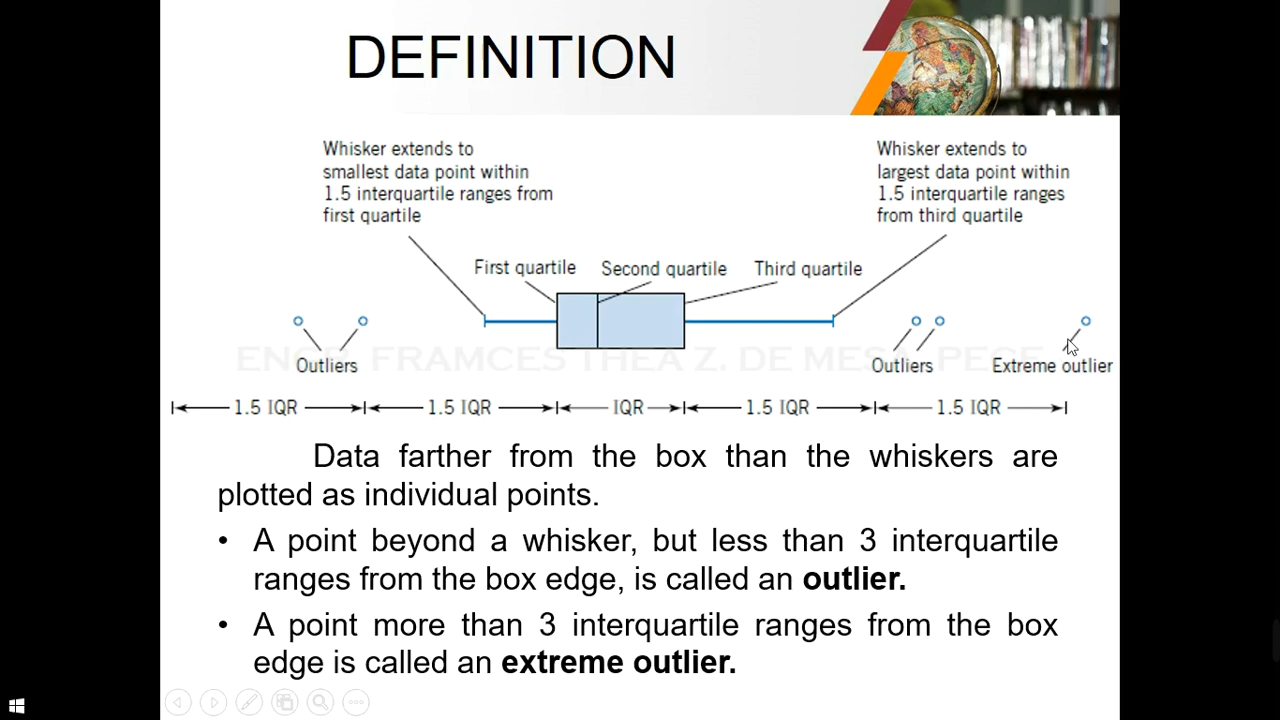 DEFINITION
Whisker extends to
smallest data point within
1.5 interquartile ranges from
first quartile
Whisker extends to
largest data point within
1.5 interquartile ranges
from third quartile
First quartile Second quartile Third quartile
ENGR. FRAMCES THEA Z. DE MESA, PECE
Outliers Outliers Extreme outlier
1.5 IQR 1.5 IQR IQR 1.5 IQR 1.5 IQR
Data farther from the box than the whiskers are
plotted as individual points.
• A point beyond a whisker, but less than 3 interquartile
ranges from the box edge, is called an outlier.
• A point more than 3 interquartile ranges from the box
edge is called an extreme outlier.